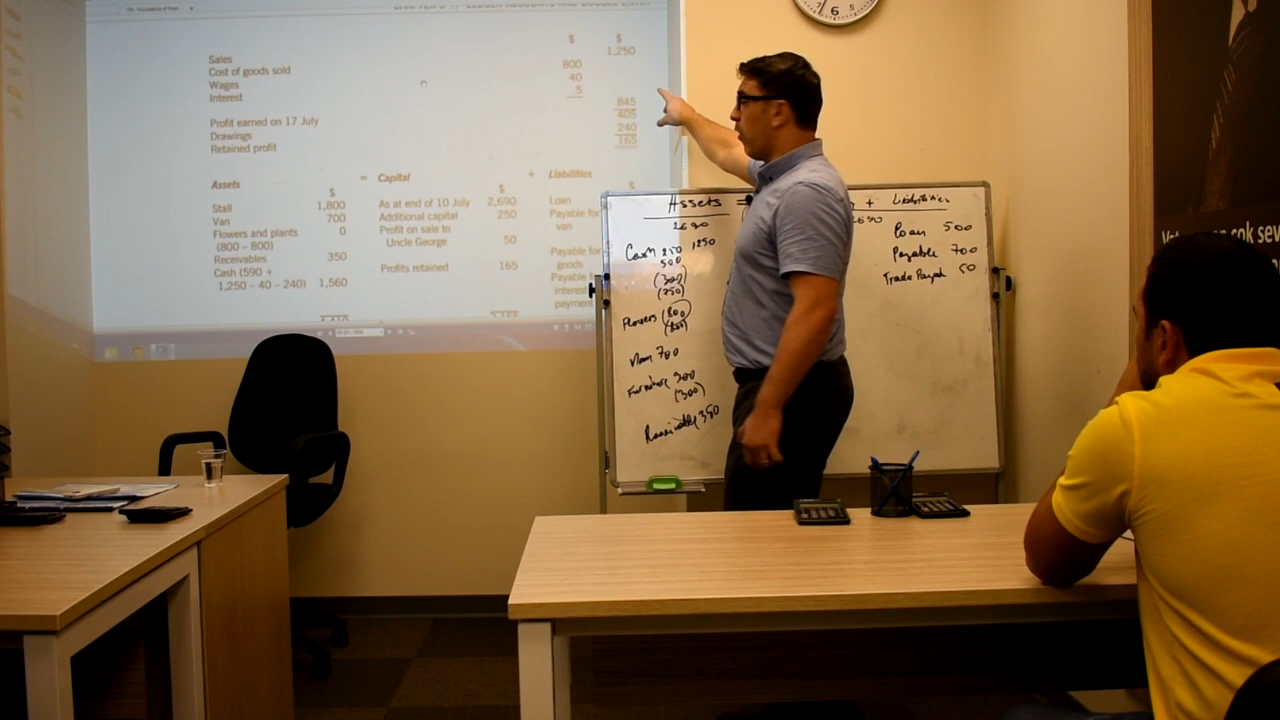 $ $
Sales 1,250
Cost of goods sold 800
Wages 40
Interest 5
845
Profit earned on 17 July 405
Drawings 240
Retained profit 165
Assets = Capital + Liabilities
$ $ $
Stall 1,800 As at end of 10 July 2,690 Loan
Van 700 Additional capital 250 Payable for
Flowers and plants 0 Profit on sale to van
(800 – 800) Uncle George 50
Receivables 350 Payable for
Cash (590 + Profits retained 165 goods
1,250 – 40 – 240) 1,560 Payable
interest
payment
Assets = + Liabilities
Cash 250 1250
500
(300)
Flowers 800
Van 700
Furniture 300
(300)
Receivable 350
Loan 500
Payable 700
Trade Payab 50
6 5